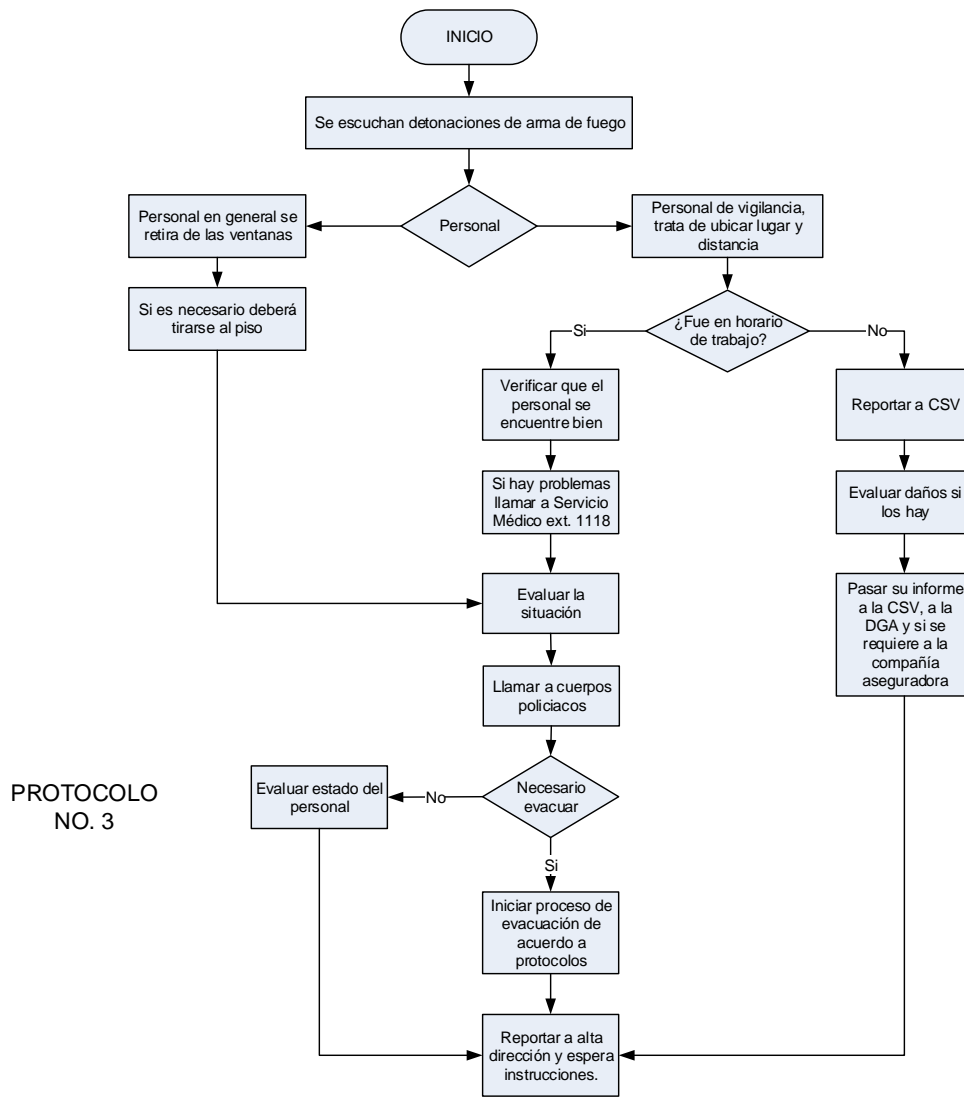 INICIO
Se escuchan detonaciones de arma de fuego
Personal
Personal en general se
retira de las ventanas
Si es necesario deberá
tirarse al piso
Personal de vigilancia,
trata de ubicar lugar y
distancia
¿Fue en horario
de trabajo?
Si
No
Verificar que el
personal se
encuentre bien
Si hay problemas
llamar a Servicio
Médico ext. 1118
Reportar a CSV
Evaluar daños si
los hay
Pasar su informe
a la CSV, a la
DGA y si se
requiere a la
compañía
aseguradora
Evaluar la
situación
Llamar a cuerpos
policiacos
Necesario
evacuar
No
Evaluar estado del
personal
Si
Iniciar proceso de
evacuación de
acuerdo a
protocolos
Reportar a alta
dirección y espera
instrucciones.
PROTOCOLO
NO. 3